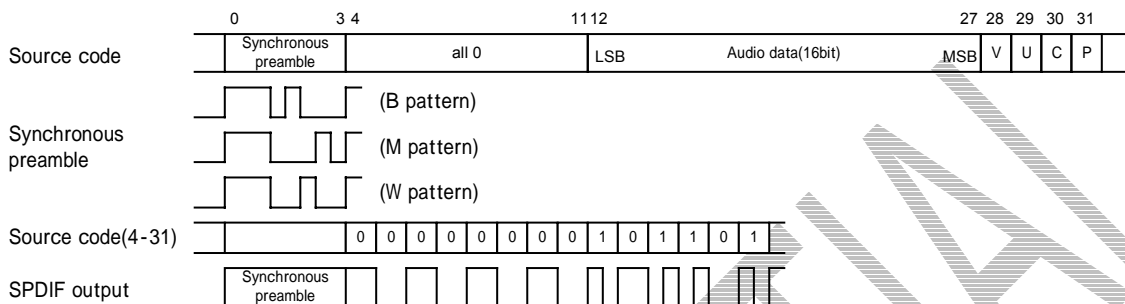 0 3 4 11 12 27 28 29 30 31
Source code Synchronous preamble all 0 LSB Audio data(16bit) MSB V U C P
(B pattern)
Synchronous preamble (M pattern)
(W pattern)
Source code(4-31) 0 0 0 0 0 0 0 0 1 0 1 1 0 1
SPDIF output Synchronous preamble